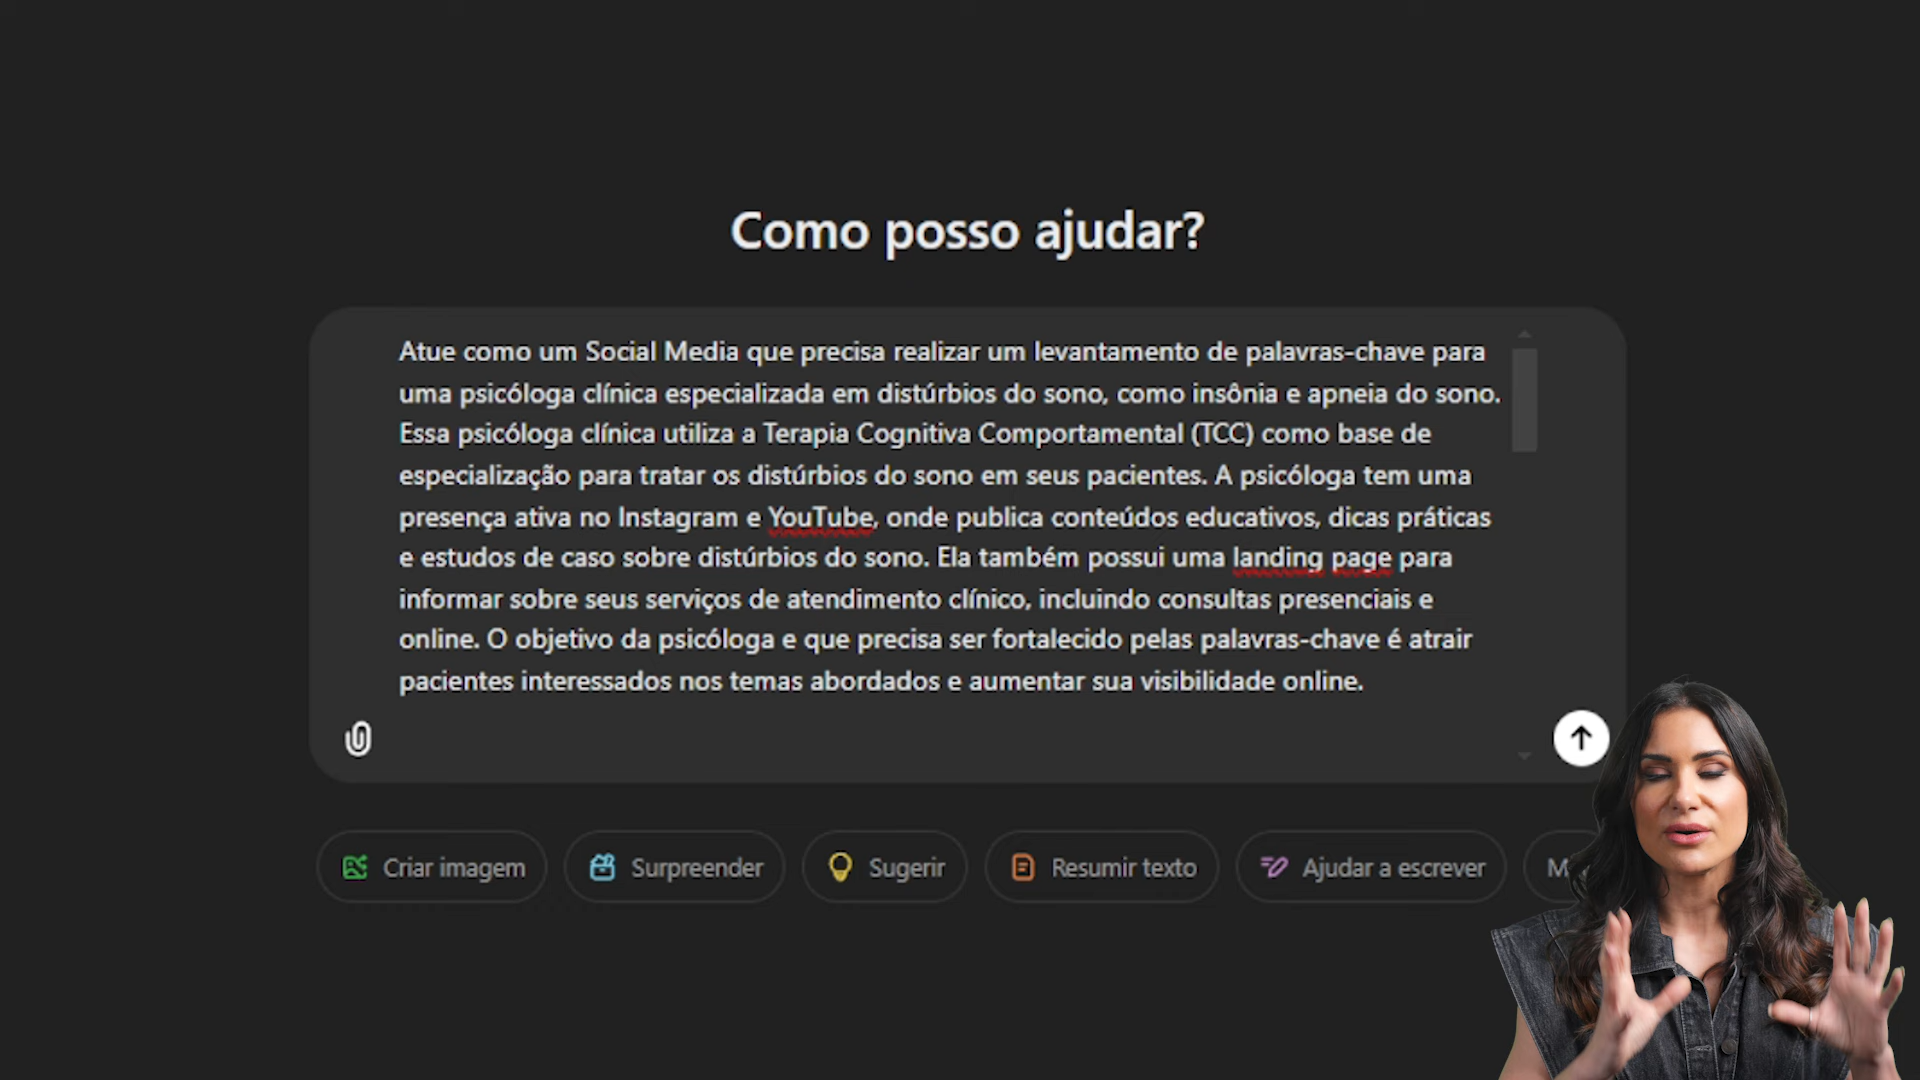 Como posso ajudar?
Atue como um Social Media que precisa realizar um levantamento de palavras-chave para
uma psicóloga clínica especializada em distúrbios do sono, como insônia e apneia do sono.
Essa psicóloga clínica utiliza a Terapia Cognitiva Comportamental (TCC) como base de
especialização para tratar os distúrbios do sono em seus pacientes. A psicóloga tem uma
presença ativa no Instagram e YouTube, onde publica conteúdos educativos, dicas práticas
e estudos de caso sobre distúrbios do sono. Ela também possui uma landing page para
informar sobre seus serviços de atendimento clínico, incluindo consultas presenciais e
online. O objetivo da psicóloga e que precisa ser fortalecido pelas palavras-chave é atrair
pacientes interessados nos temas abordados e aumentar sua visibilidade online.
Criar imagem
Surpreender
Sugerir
Resumir texto
Ajudar a escrever